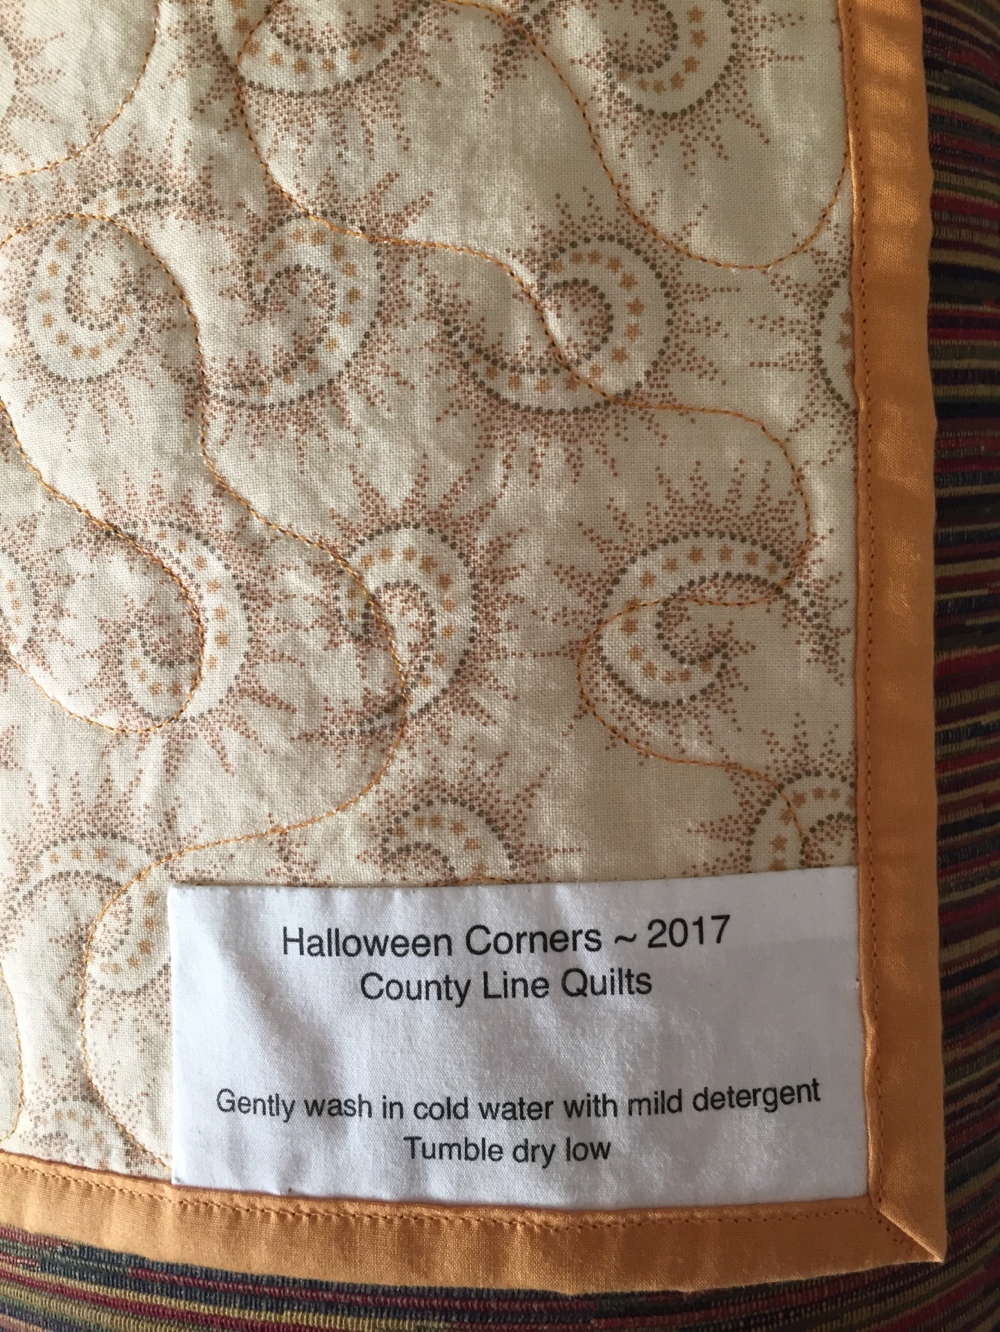 Halloween Corners ~ 2017
County Line Quilts
Gently wash in cold water with mild detergent
Tumble dry low